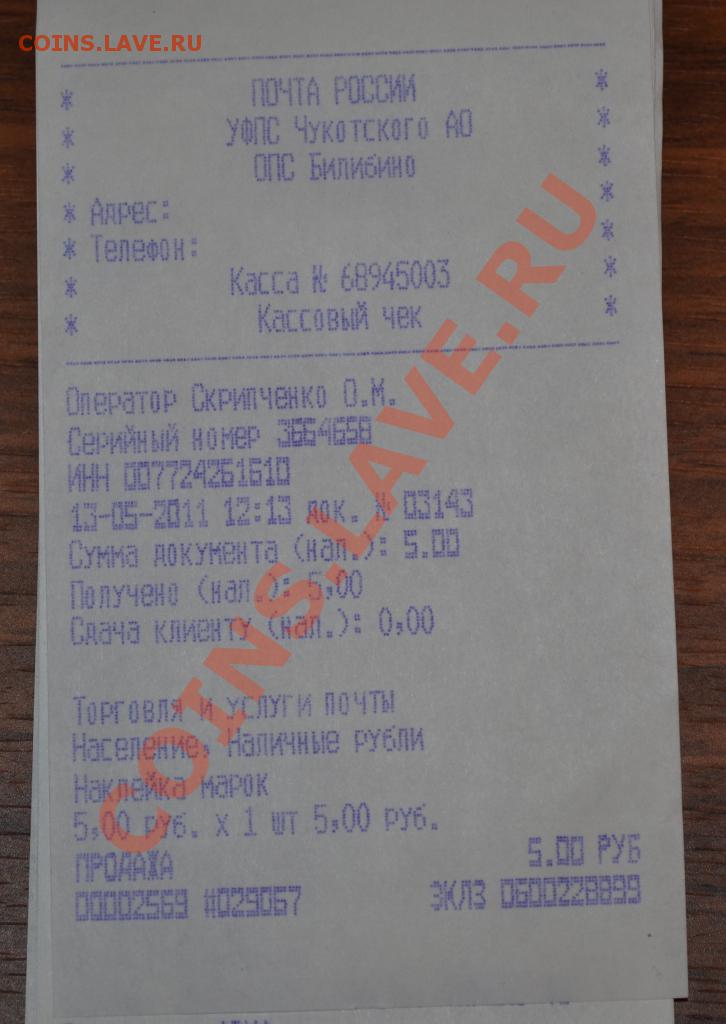 COINS.LAVE.RU
ПОЧТА РОССИИ
УФПС Чукотского АО
ОПС Билибино
* Адрес:
* Телефон:
Касса № 68945003
Кассовый чек
Оператор Скрипченко О.М.
Серийный номер 3664658
ИНН 007724261610
13-05-2011 12:13 док. № 03143
Сумма документа (нал.): 5.00
Получено (нал.): 5,00
Сдача клиенту (нал.): 0,00
Торговля и услуги почты
Население, Наличные рубли
Наклейка марок
5,00 руб. x 1 шт 5,00 руб.
ПРОДАЖА 5.00 РУБ
00002569 #029067 ЭКЛЗ 0600228899
COINS.LAVE.RU